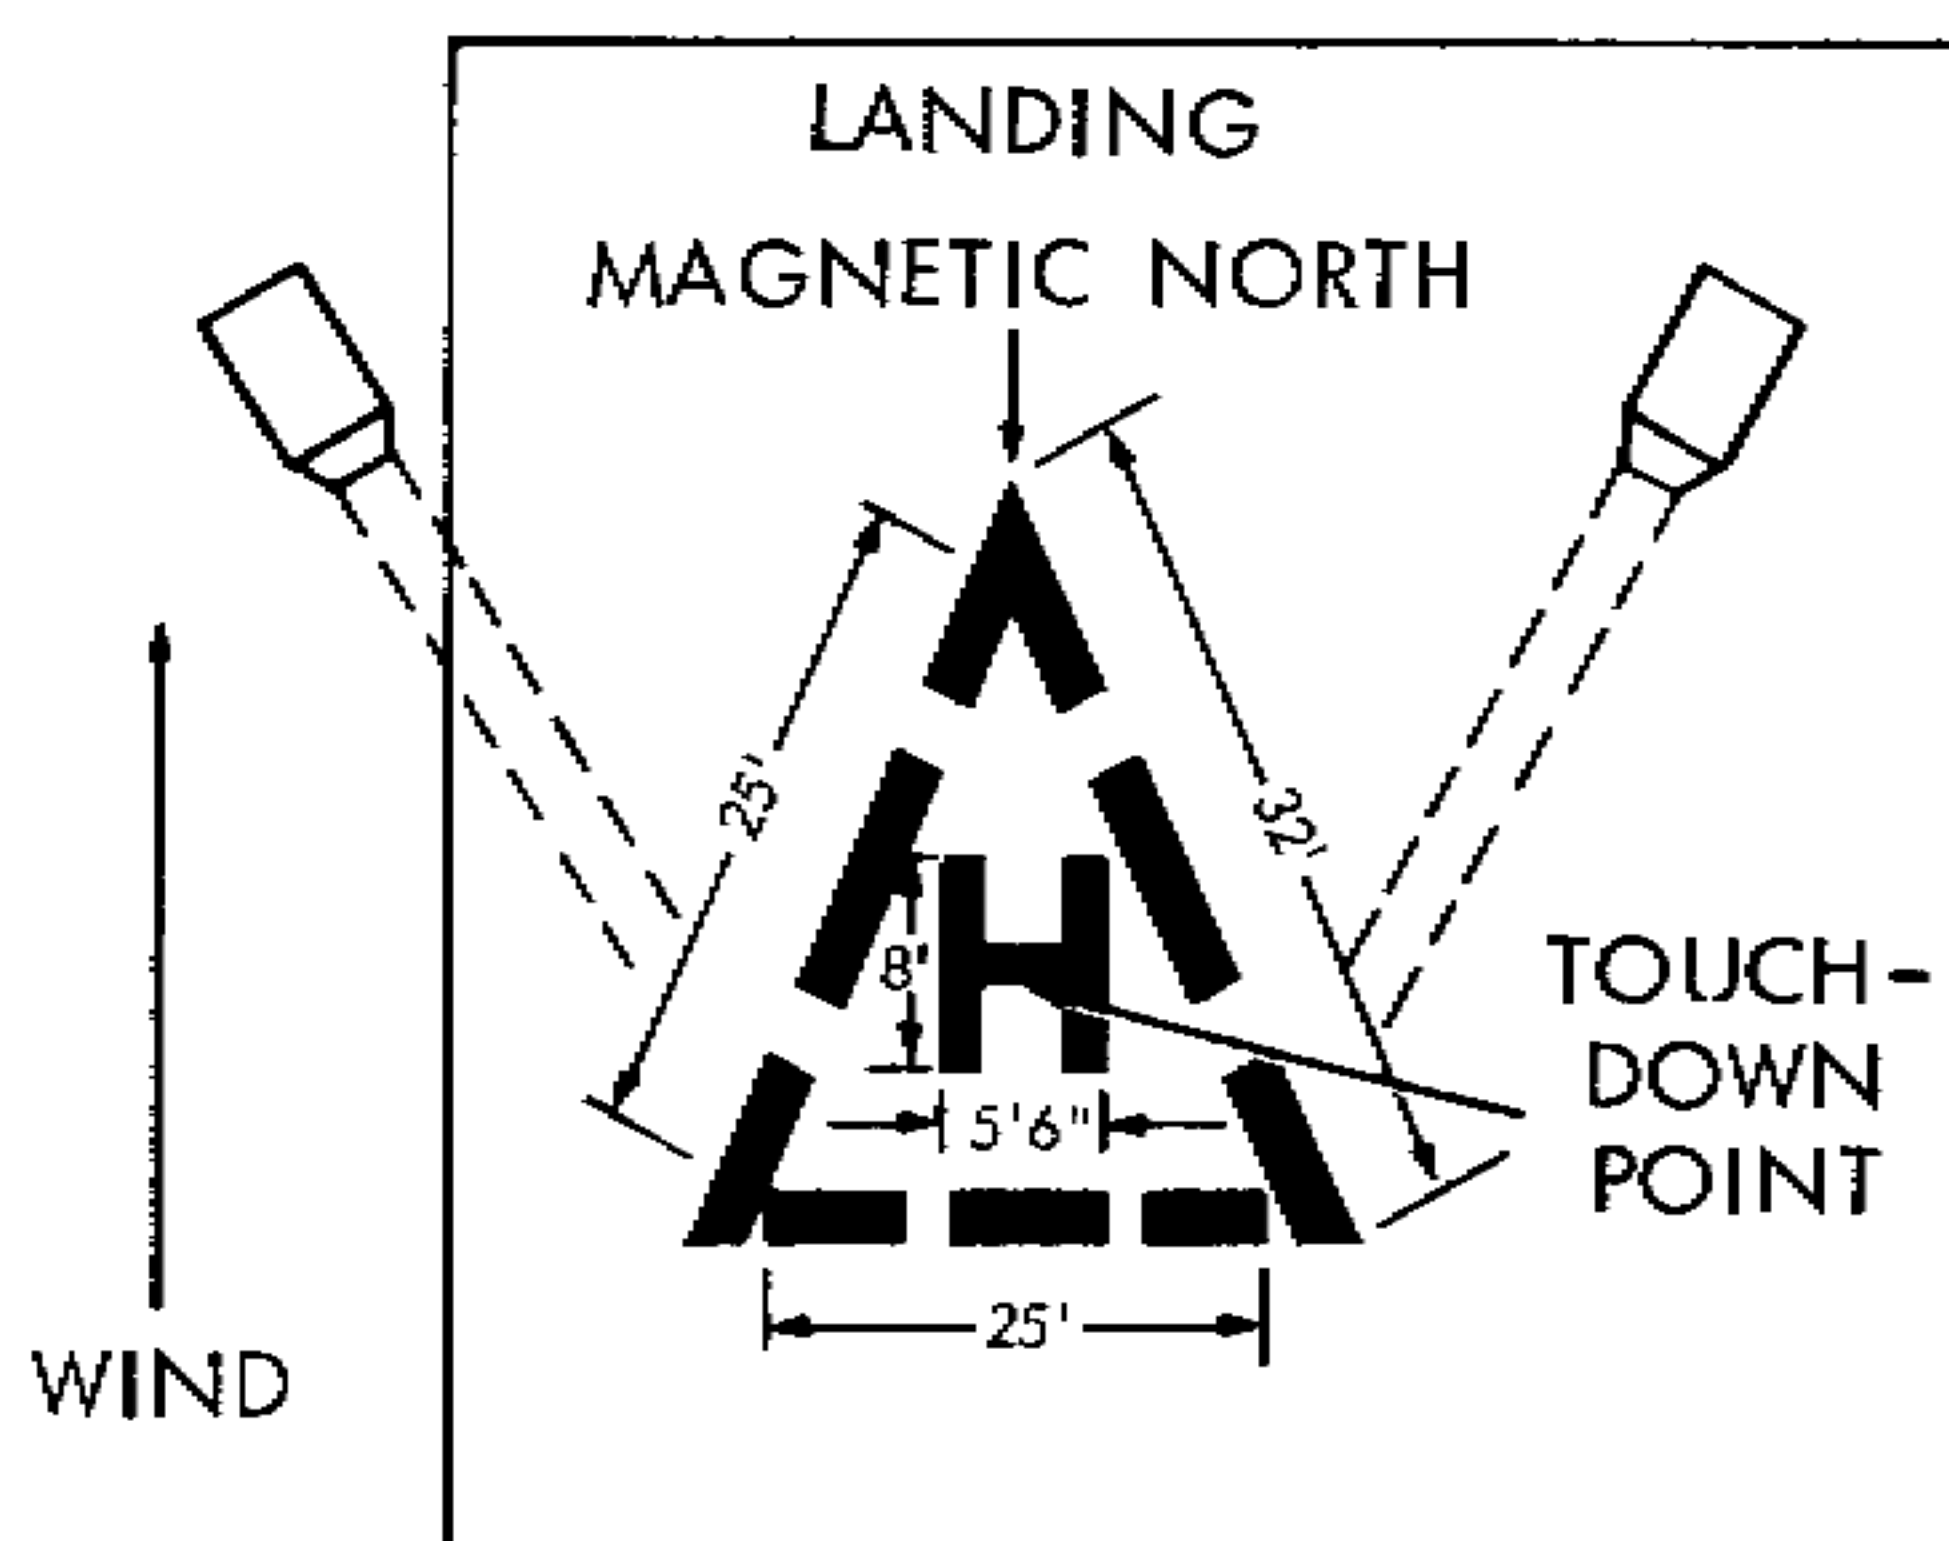 LANDING
MAGNETIC NORTH
25'
32'
H
8'
5'6"
TOUCH-
DOWN
POINT
25'
WIND